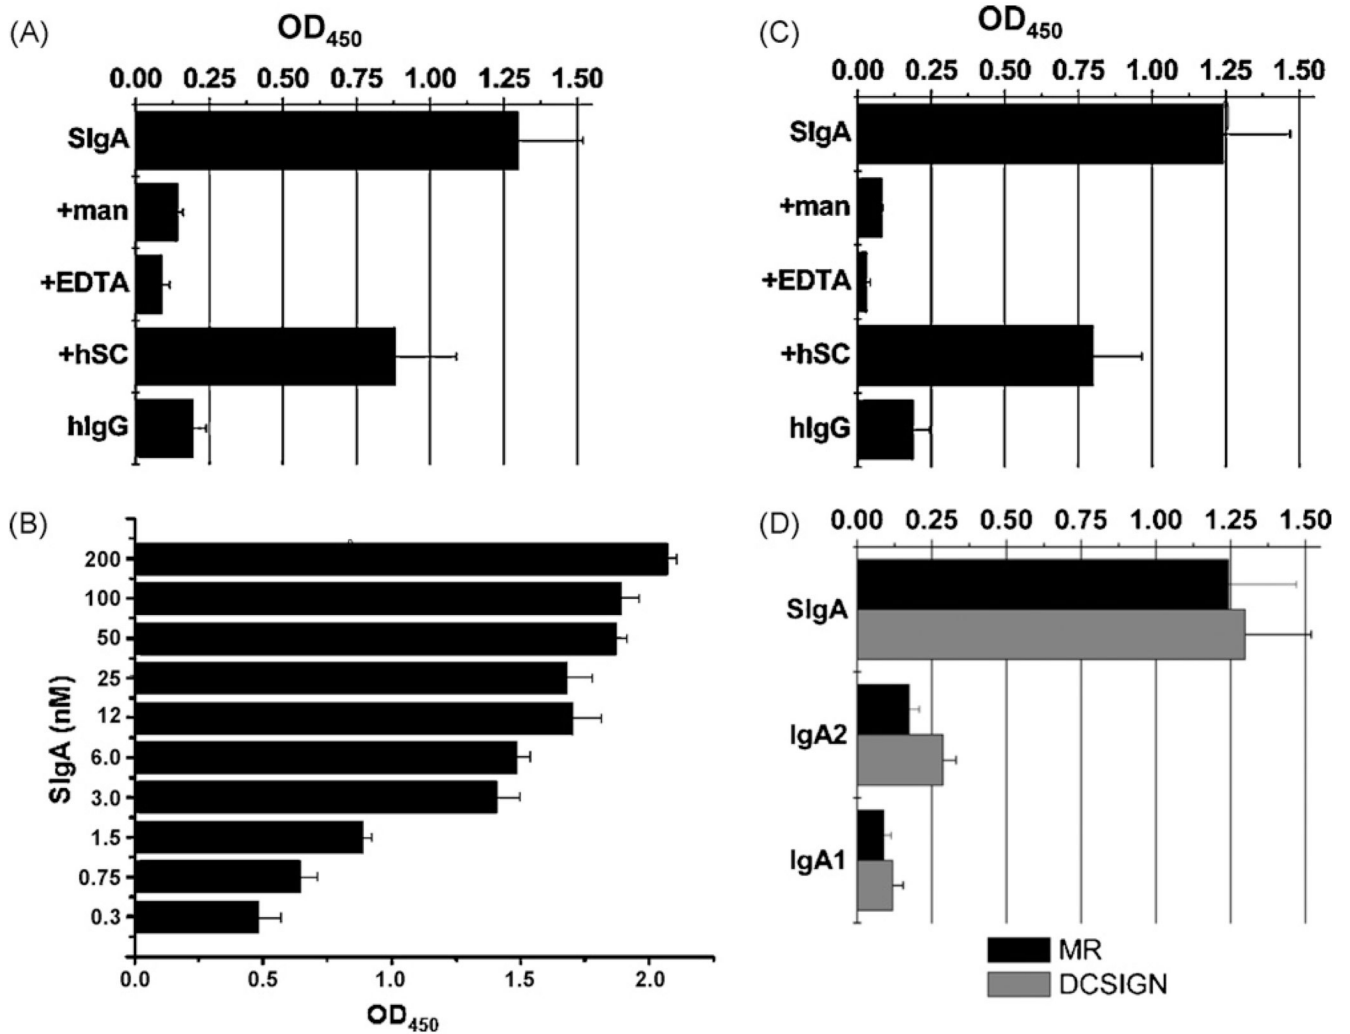 (A)
OD450
0.00 0.25 0.50 0.75 1.00 1.25 1.50
SIgA
+man
+EDTA
+hSC
hIgG
(C)
OD450
0.00 0.25 0.50 0.75 1.00 1.25 1.50
SIgA
+man
+EDTA
+hSC
hIgG
(B)
SIgA (nM)
200
100
50
25
12
6.0
3.0
1.5
0.75
0.3
0.0 0.5 1.0 1.5 2.0
OD450
(D)
0.00 0.25 0.50 0.75 1.00 1.25 1.50
SIgA
IgA2
IgA1
MR
DCSIGN